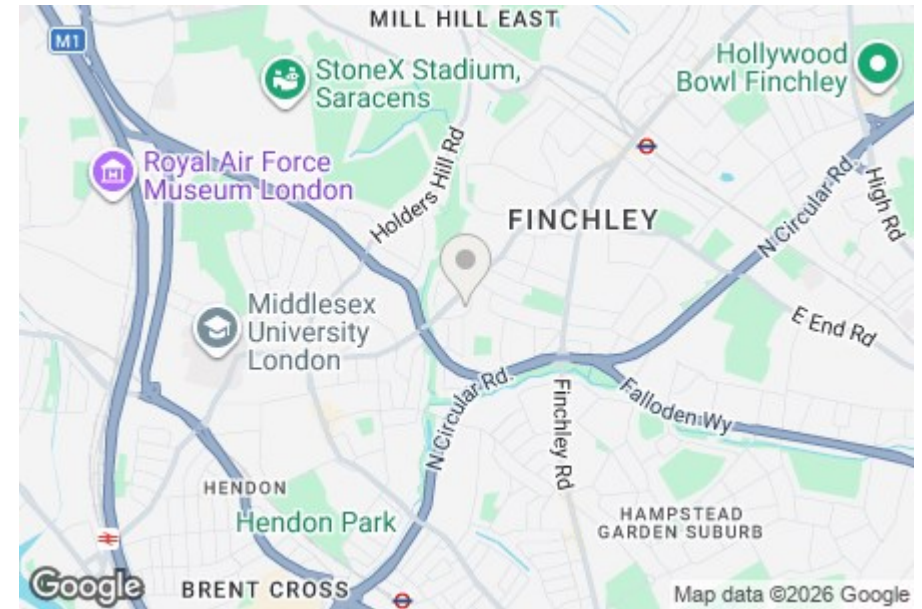 MILL HILL EAST
M1
StoneX Stadium,
Saracens
Hollywood
Bowl Finchley
Royal Air Force
Museum London
Holders Hill Rd
FINCHLEY
N Circular Rd
High Rd
Middlesex
University
London
E End Rd
N Circular Rd.
Finchley Rd
Falloden Wy
HENDON
Hendon Park
HAMPSTEAD
GARDEN SUBURB
BRENT CROSS
Google
Map data ©2026 Google